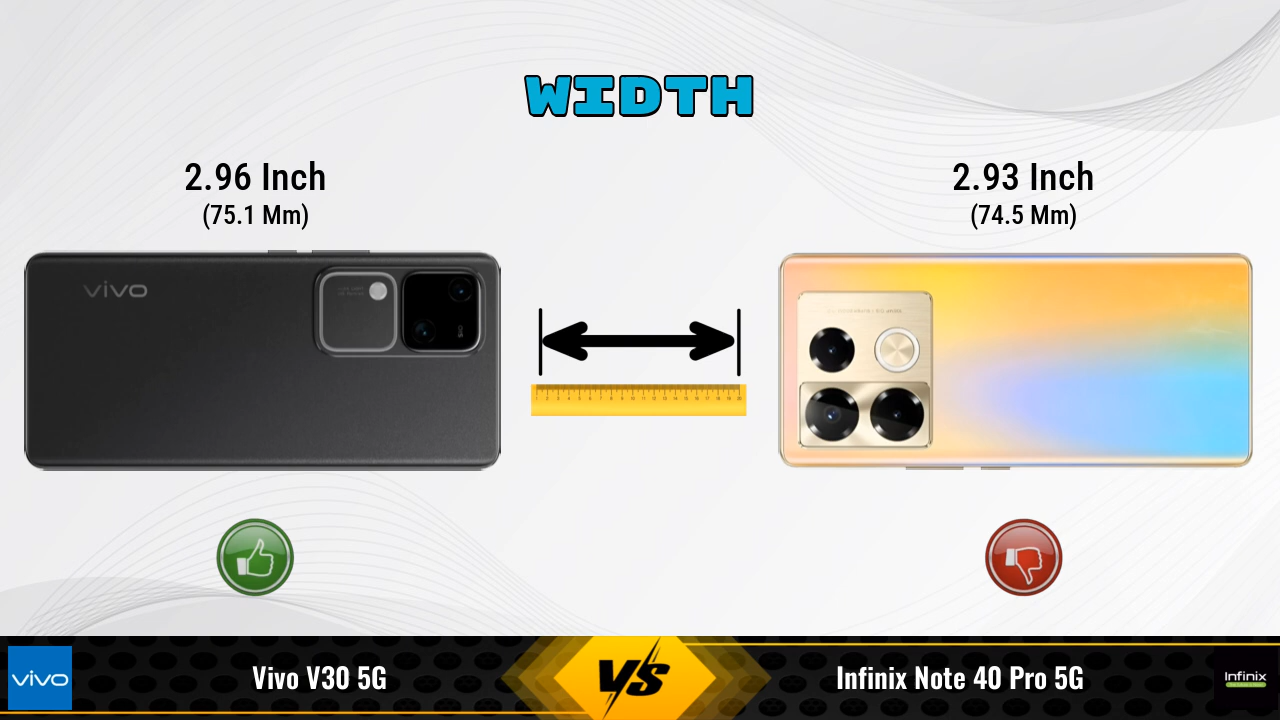 WIDTH
2.96 Inch
(75.1 Mm)
2.93 Inch
(74.5 Mm)
vivo
vivo
Vivo V30 5G
VS
Infinix Note 40 Pro 5G
Infinix